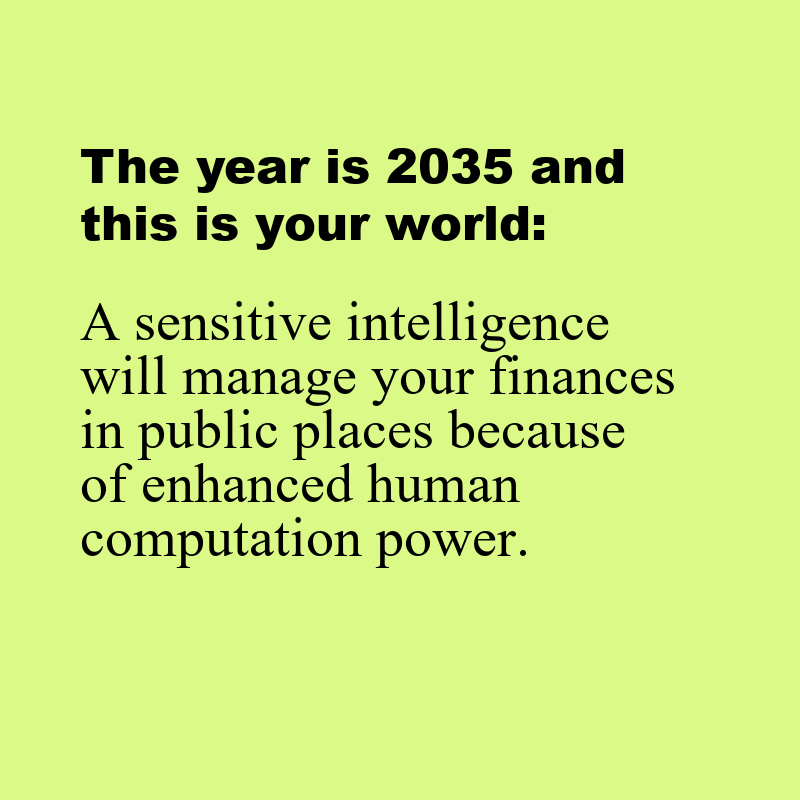 The year is 2035 and
this is your world:
A sensitive intelligence
will manage your finances
in public places because
of enhanced human
computation power.